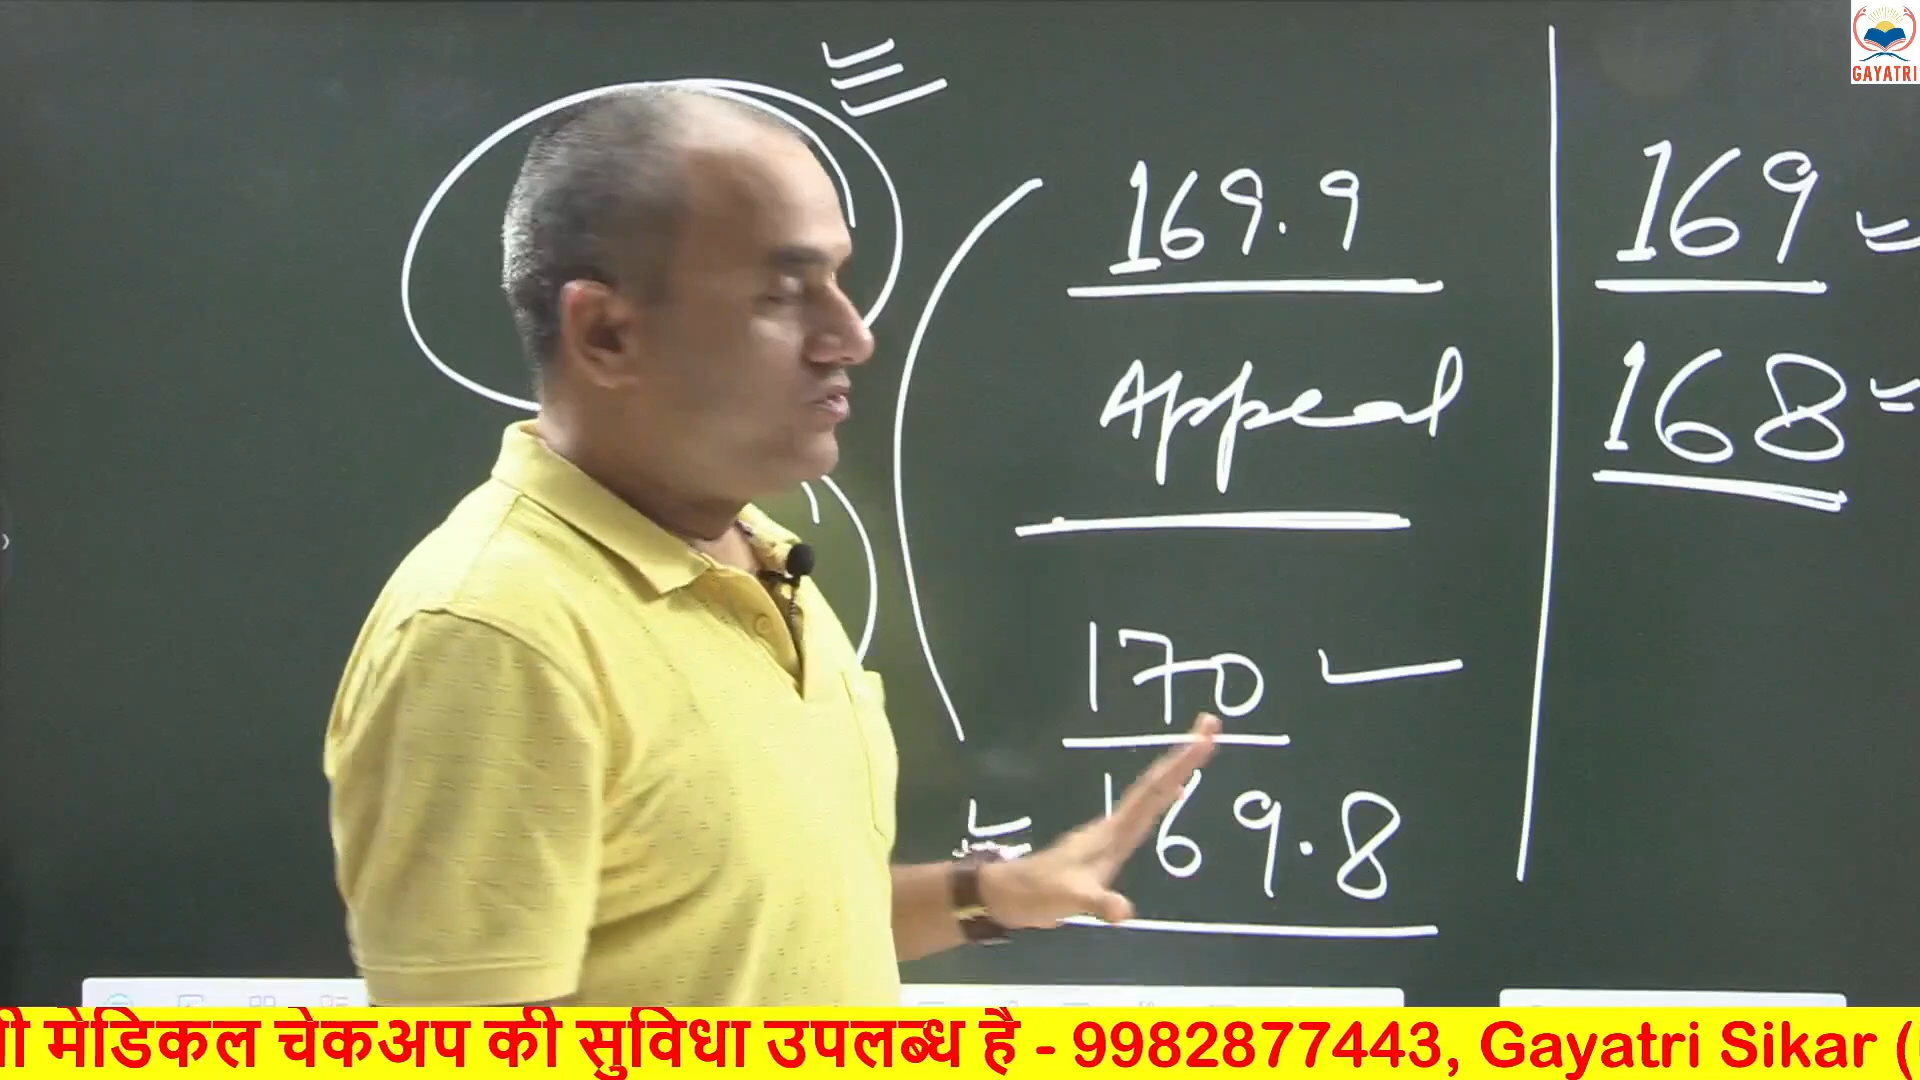 GAYATRI
169.9
Appeal
170
169.8
169
168
मेडिकल चेकअप की सुविधा उपलब्ध है - 9982877443, Gayatri Sikar (